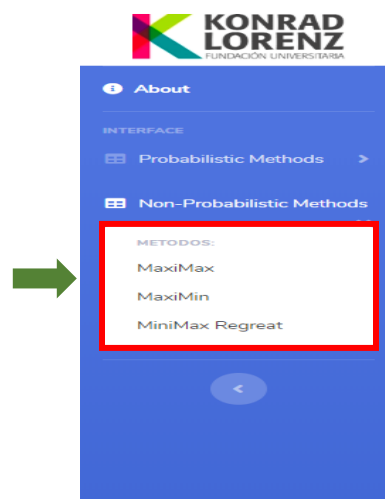 KONRAD
LORENZ
FUNDACIÓN UNIVERSITARIA
About
INTERFACE
Probabilistic Methods
Non-Probabilistic Methods
METODOS:
MaxiMax
MaxiMin
MiniMax Regreat